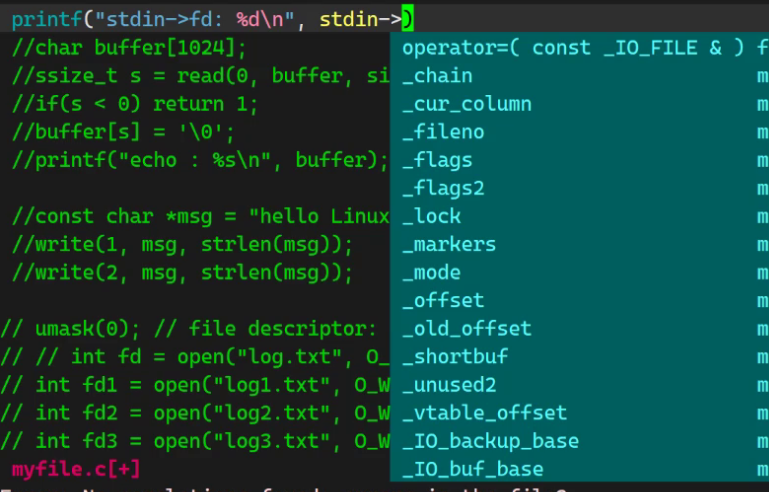 printf("stdin->fd: %d\n", stdin->)
//char buffer[1024]; operator=( const _IO_FILE & ) f
//ssize_t s = read(0, buffer, si _chain m
//if(s < 0) return 1; _cur_column m
//buffer[s] = '\0'; _fileno m
//printf("echo : %s\n", buffer); _flags m
_flags2 m
//const char *msg = "hello Linux _lock m
//write(1, msg, strlen(msg)); _markers m
//write(2, msg, strlen(msg)); _mode m
_offset m
// umask(0); // file descriptor: _old_offset m
// // int fd = open("log.txt", O_ _shortbuf m
// int fd1 = open("log1.txt", O_W _unused2 m
// int fd2 = open("log2.txt", O_W _vtable_offset m
// int fd3 = open("log3.txt", O_W _IO_backup_base m
myfile.c[+] _IO_buf_base m